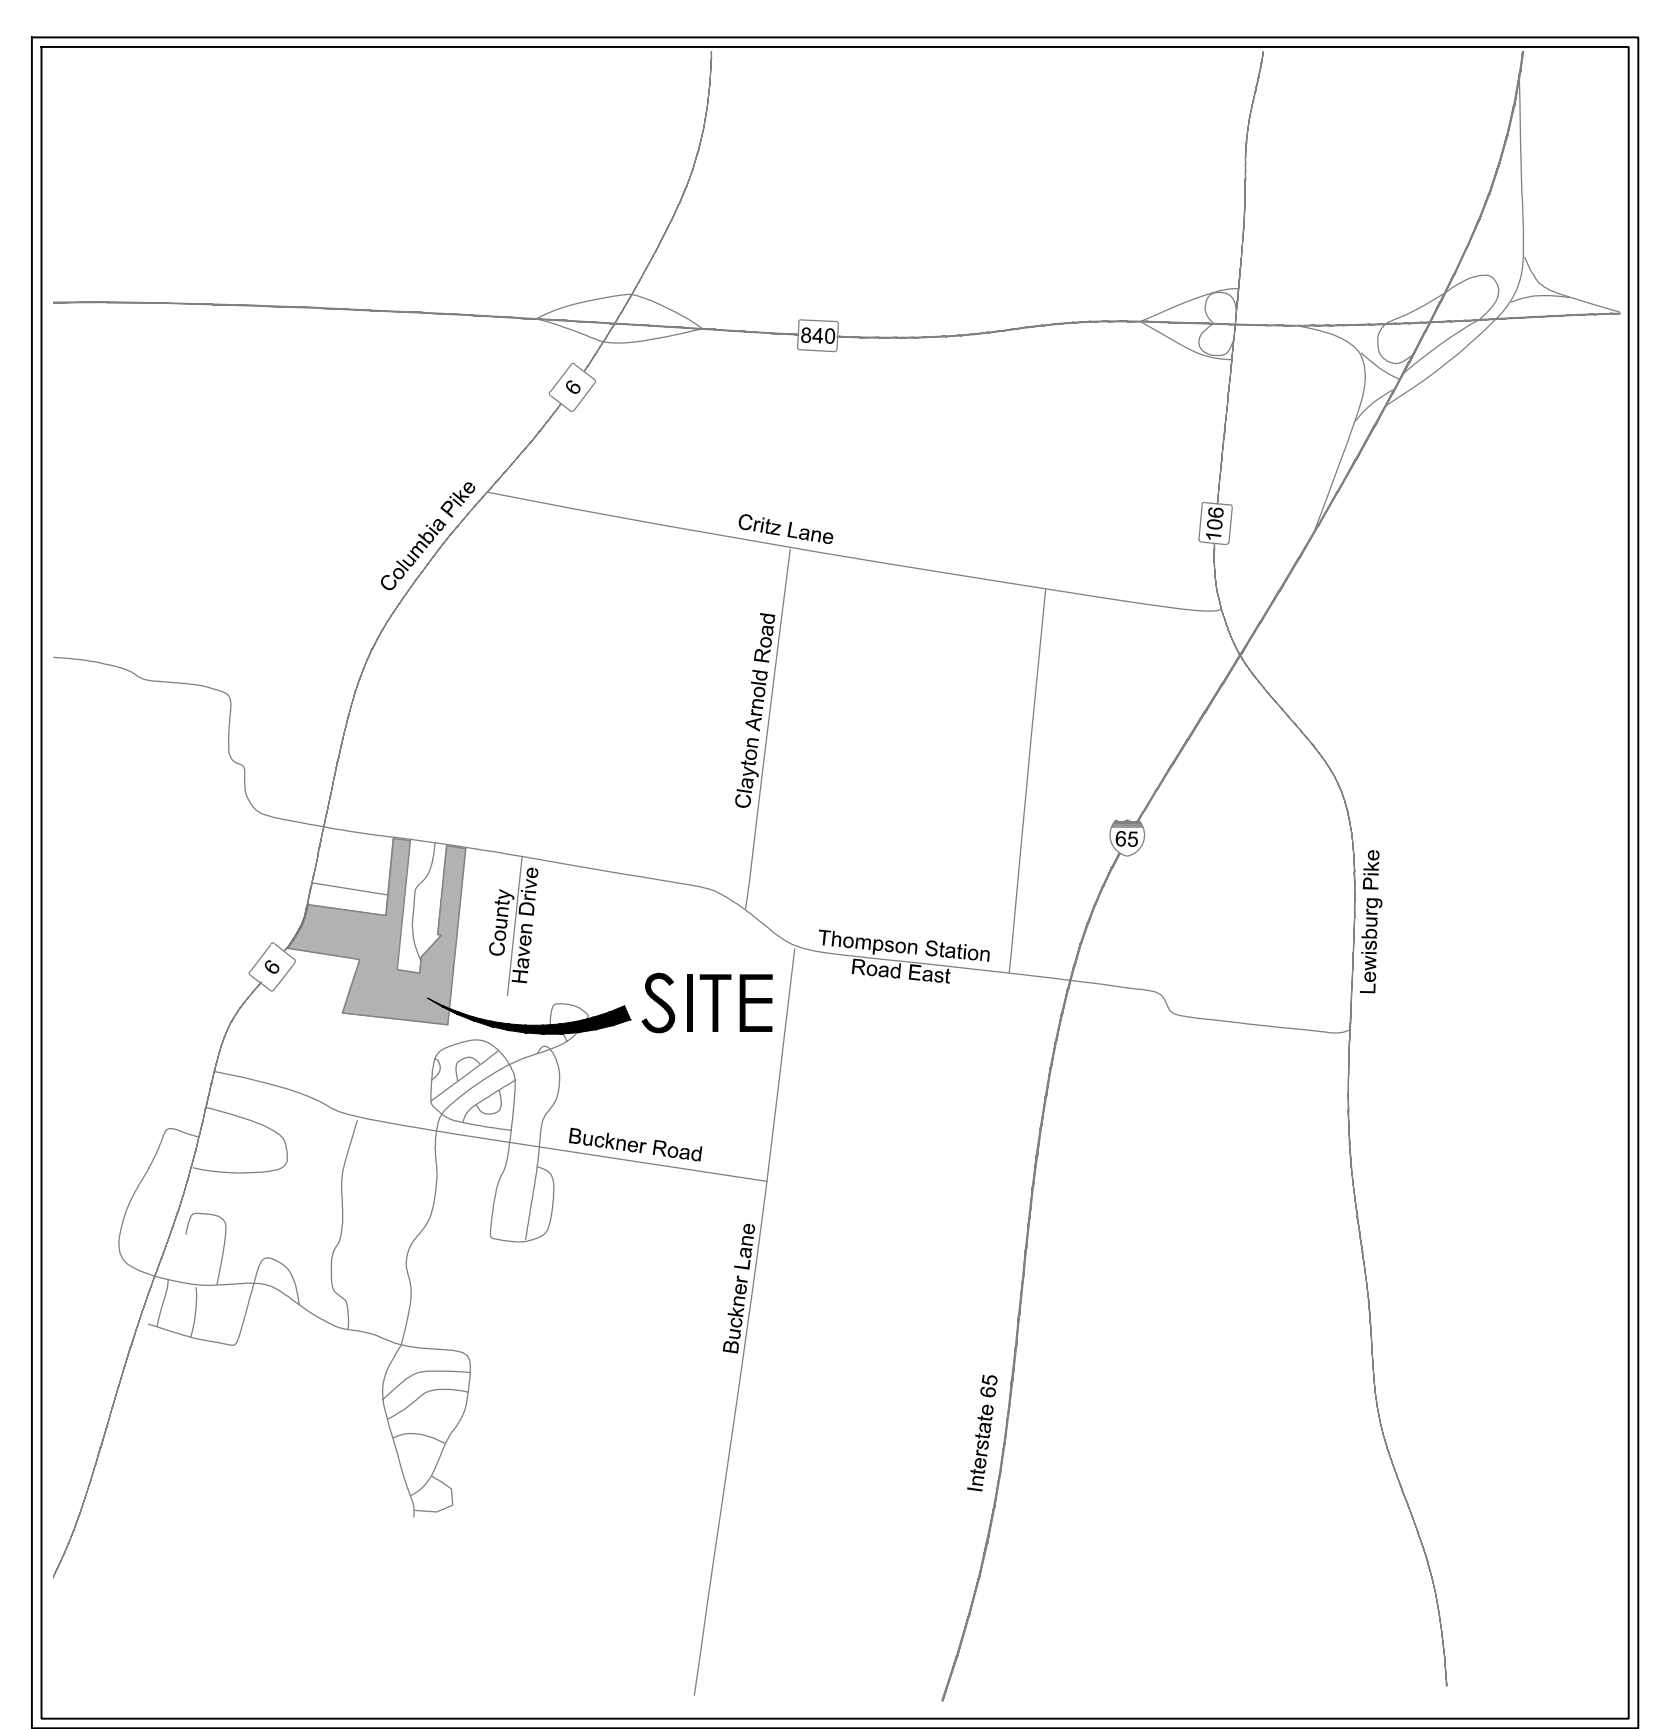 840
6
Columbia Pike
Critz Lane
106
Clayton Arnold Road
65
Lewisburg Pike
County
Haven Drive
Thompson Station
Road East
6
SITE
Buckner Road
Buckner Lane
Interstate 65